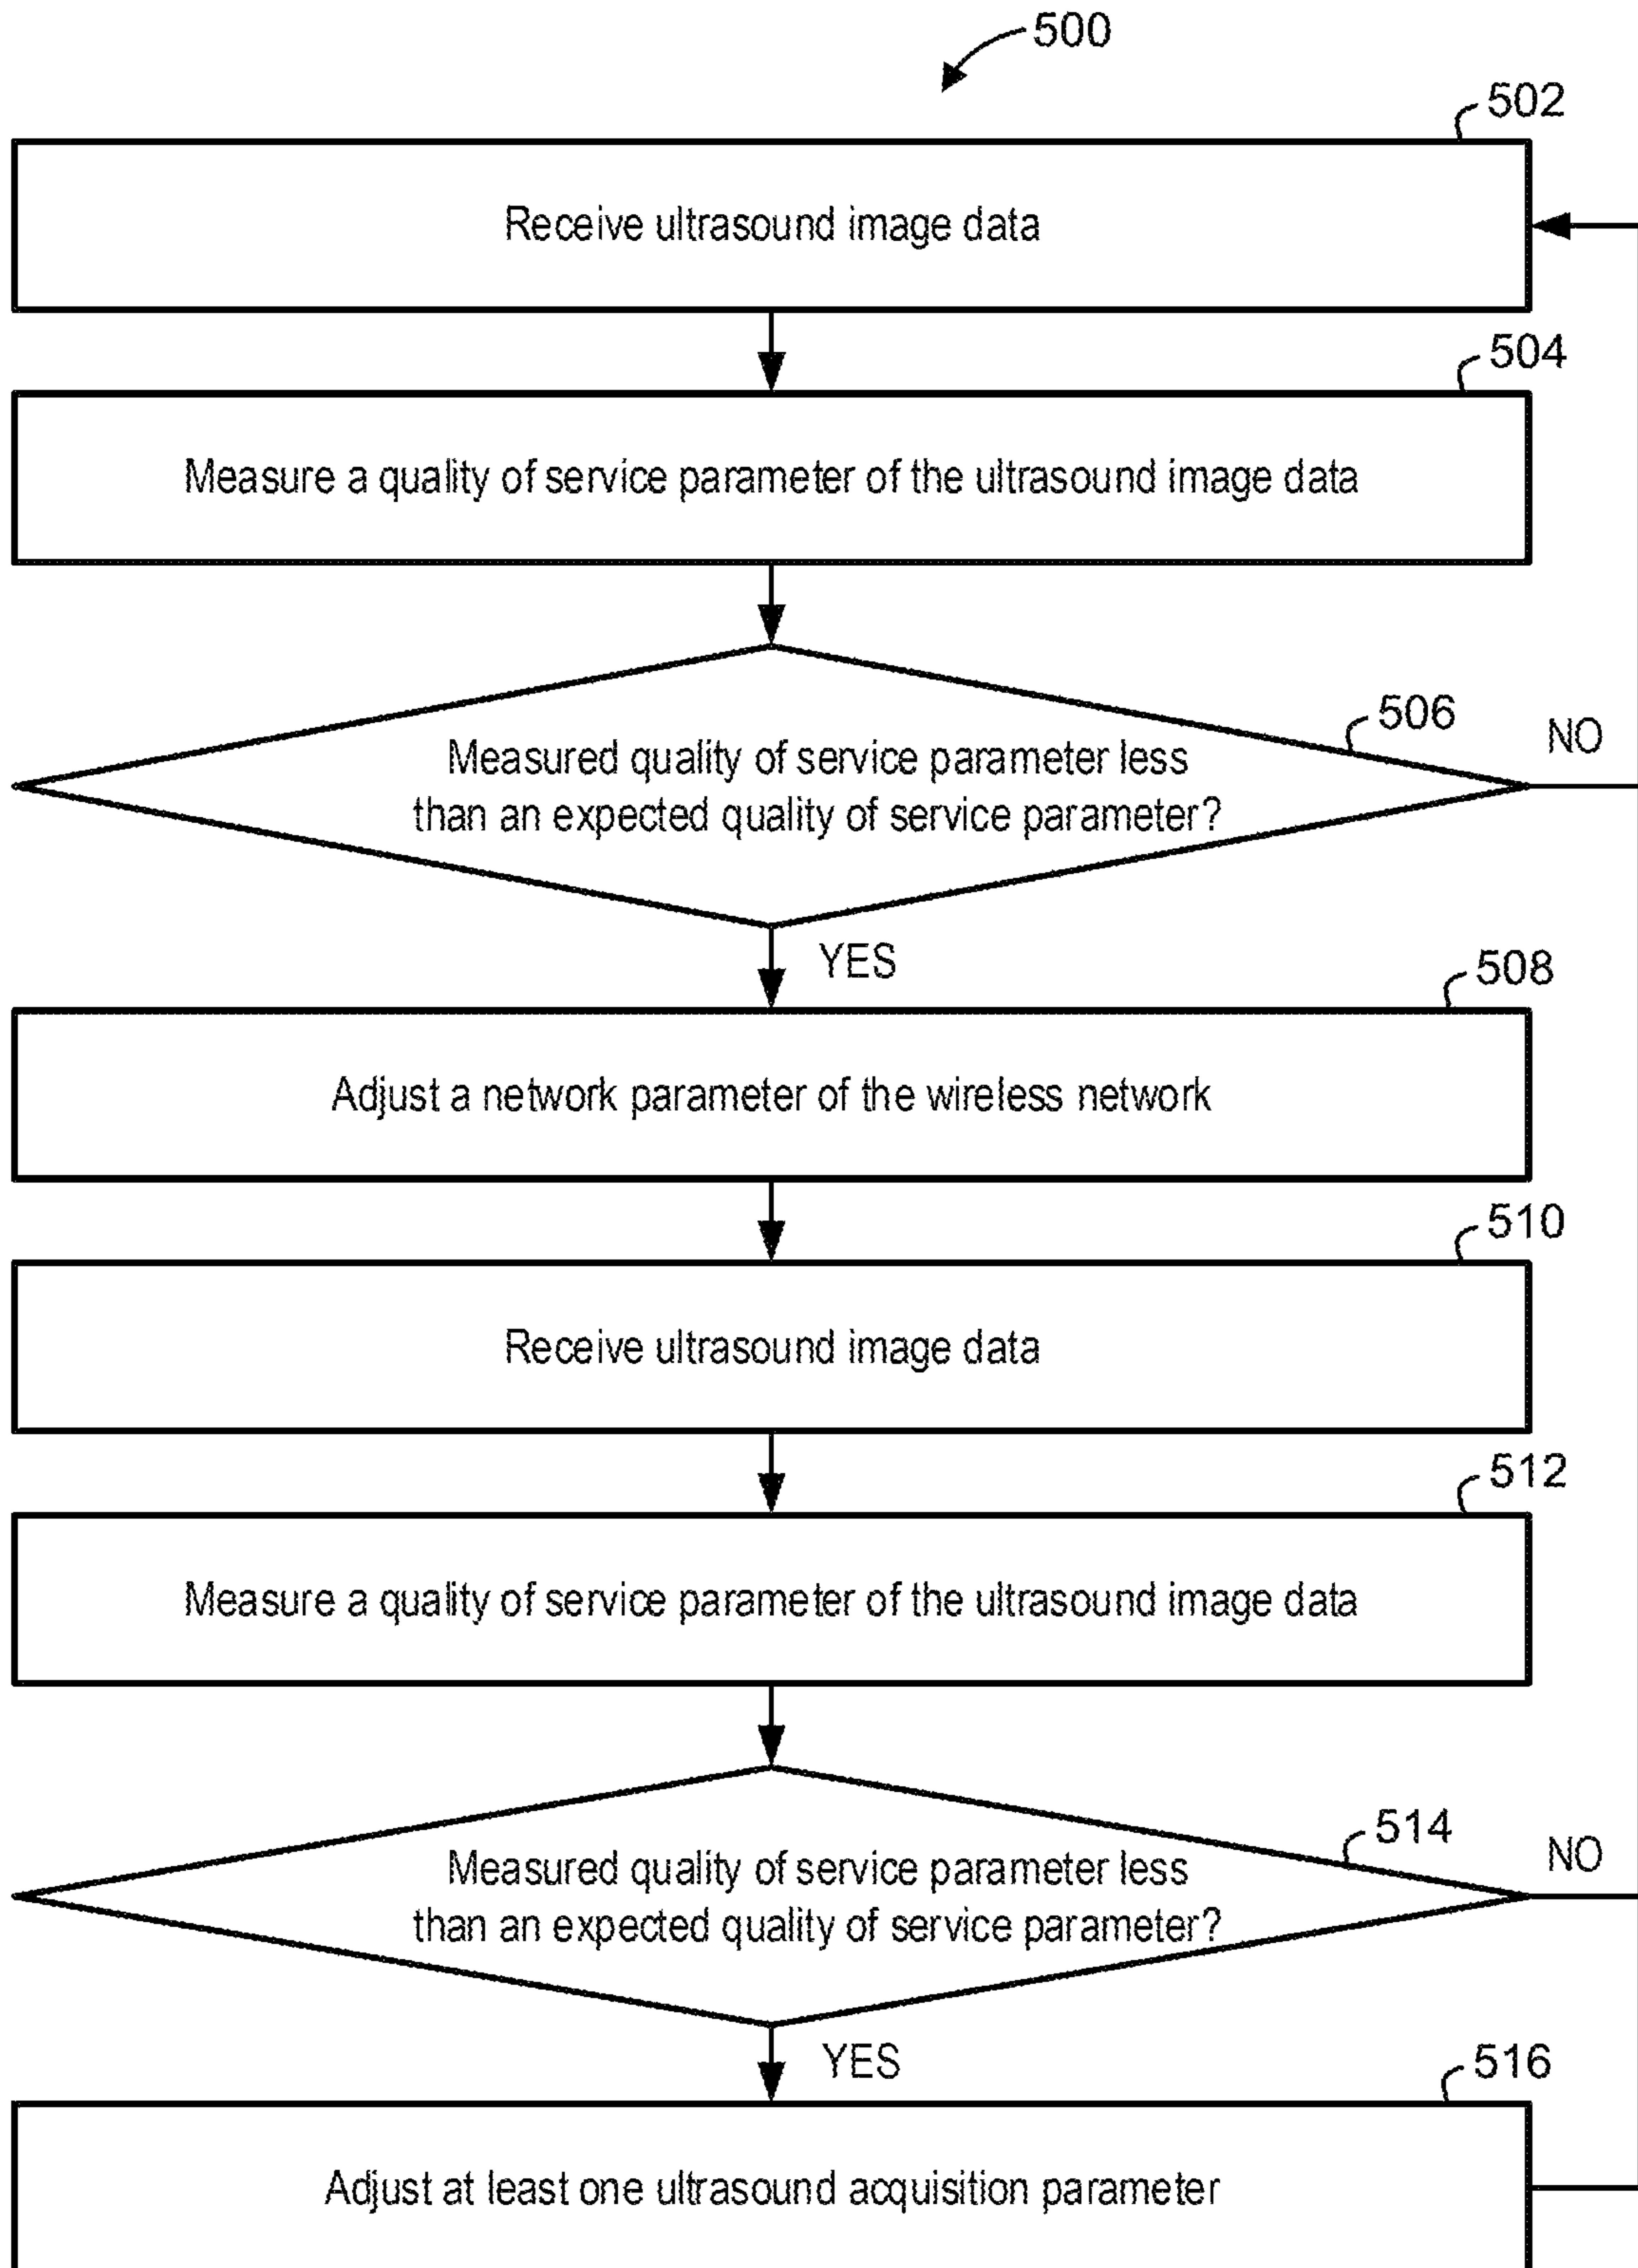 500
502
Receive ultrasound image data
504
Measure a quality of service parameter of the ultrasound image data
506
NO
Measured quality of service parameter less
than an expected quality of service parameter?
YES
508
Adjust a network parameter of the wireless network
510
Receive ultrasound image data
512
Measure a quality of service parameter of the ultrasound image data
514
NO
Measured quality of service parameter less
than an expected quality of service parameter?
YES
516
Adjust at least one ultrasound acquisition parameter